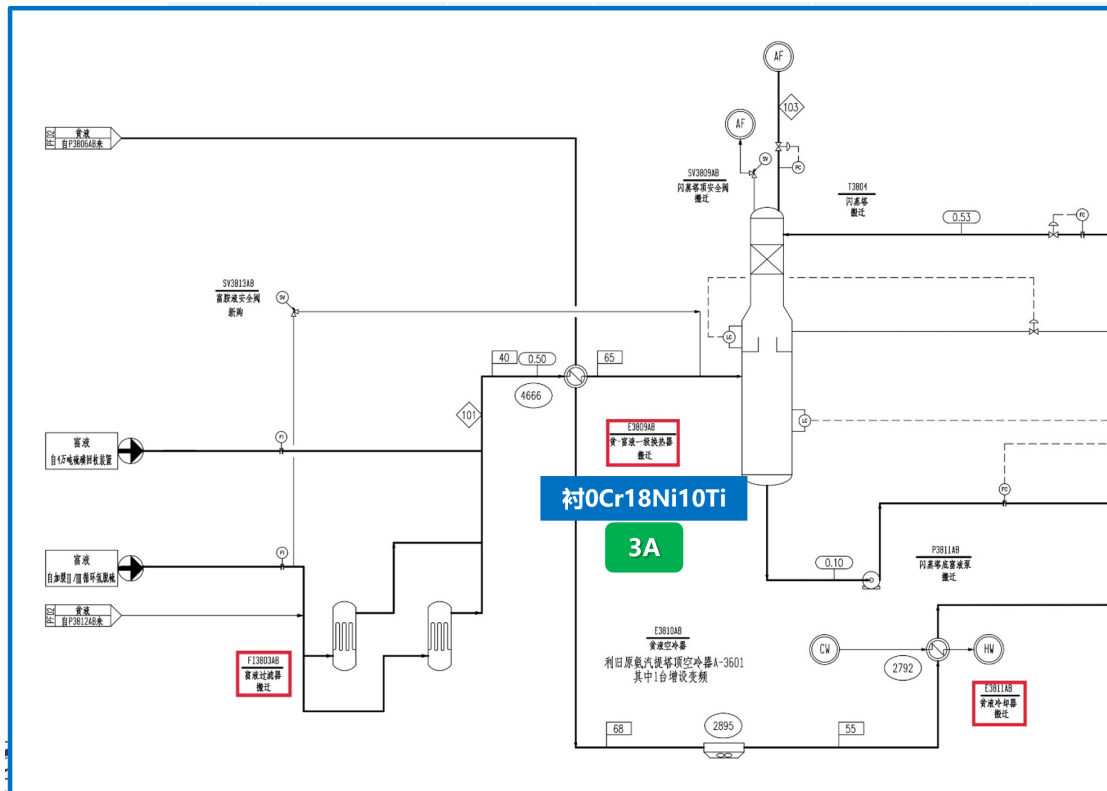 AF
103
AF
PFD2
贫液
自P3806AB来
SV
PC
SV3809AB
闪蒸塔顶安全阀
搬迁
T3804
闪蒸塔
搬迁
0.53
FC
SV3813AB
富胺液安全阀
新购
SV
LC
40
0.50
65
4666
101
LC
E3809AB
贫-富液一级换热器
搬迁
富液
自4万吨硫磺回收装置
FI
衬0Cr18Ni10Ti
3A
FC
富液
自加裂II/III循环氢脱硫
FI
P3811AB
闪蒸塔底富液泵
搬迁
0.10
PFD2
贫液
自P3812AB来
E3810AB
贫液空冷器
利旧原氨汽提塔顶空冷器A-3601
其中1台增设变频
CW
HW
2792
FI3803AB
富液过滤器
搬迁
E3811AB
贫液冷却器
搬迁
68
2895
55